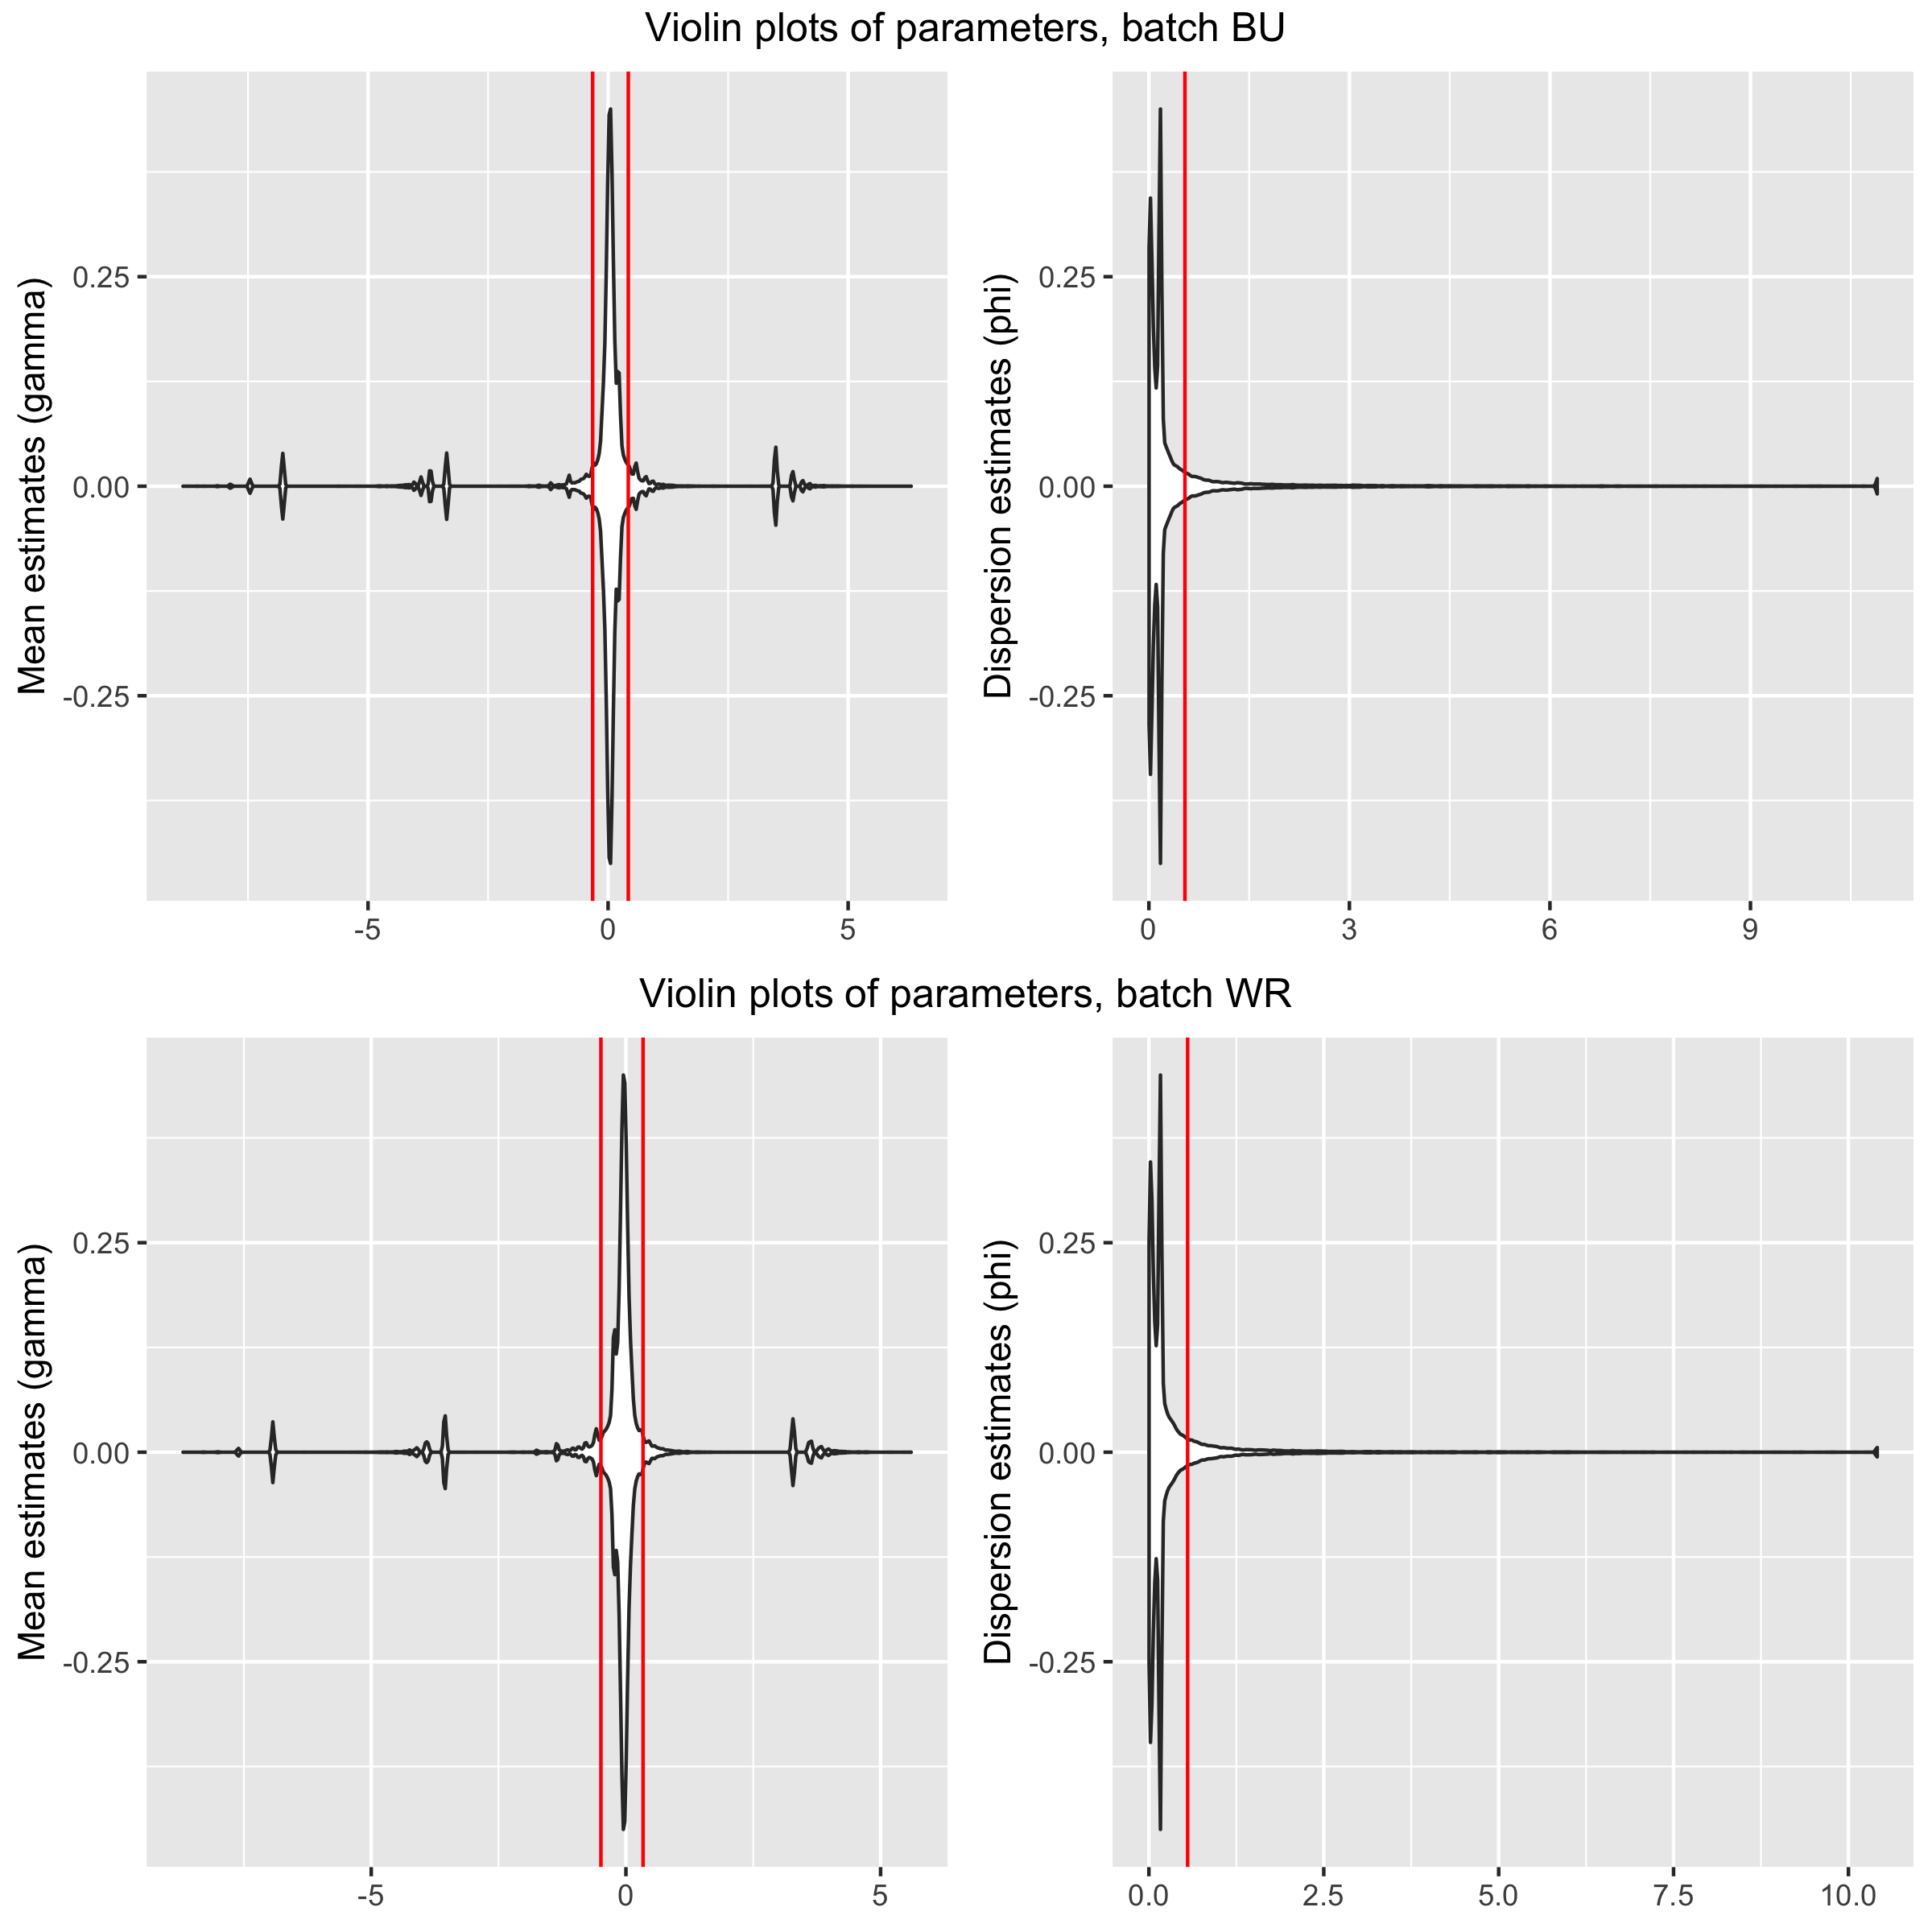 Violin plots of parameters, batch BU
Mean estimates (gamma)
0.25
0.00
-0.25
-5 0 5
Dispersion estimates (phi)
0.25
0.00
-0.25
0 3 6 9
Violin plots of parameters, batch WR
Mean estimates (gamma)
0.25
0.00
-0.25
-5 0 5
Dispersion estimates (phi)
0.25
0.00
-0.25
0.0 2.5 5.0 7.5 10.0